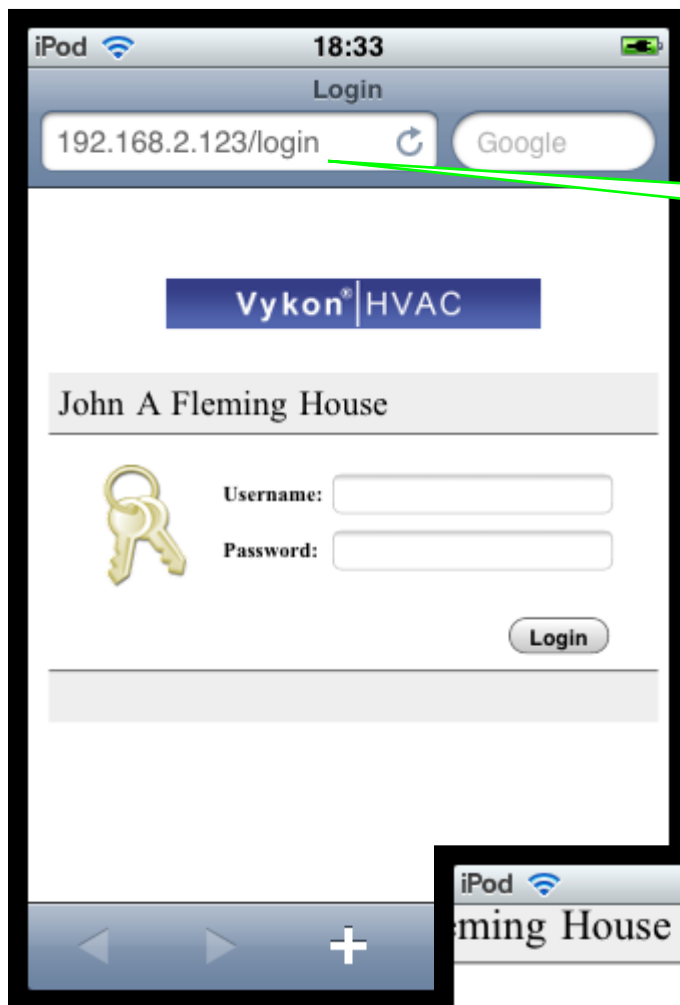 iPod 18:33
Login
192.168.2.123/login Google
Vykon® HVAC
John A Fleming House
Username:
Password:
Login
iPod
ming House